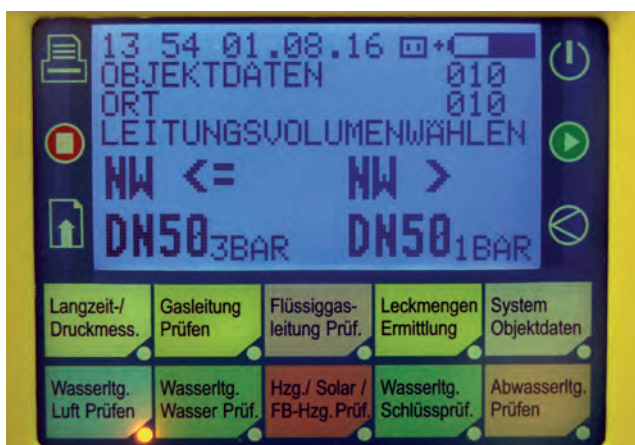 13 54 01.08.16
OBJEKTDATEN 010
ORT 010
LEITUNGSVOLUMENWÄHLEN
NW <= NW >
DN50 3BAR DN50 1BAR
Langzeit-/ Gasleitung Flüssiggas- Leckmengen System
Druckmess. Prüfen leitung Prüf. Ermittlung Objektdaten
Wasserltg. Wasserltg. Hzg./ Solar / Wasserltg. Abwasserltg.
Luft Prüfen Wasser Prüf. FB-Hzg.Prüf. Schlüssprüf. Prüfen